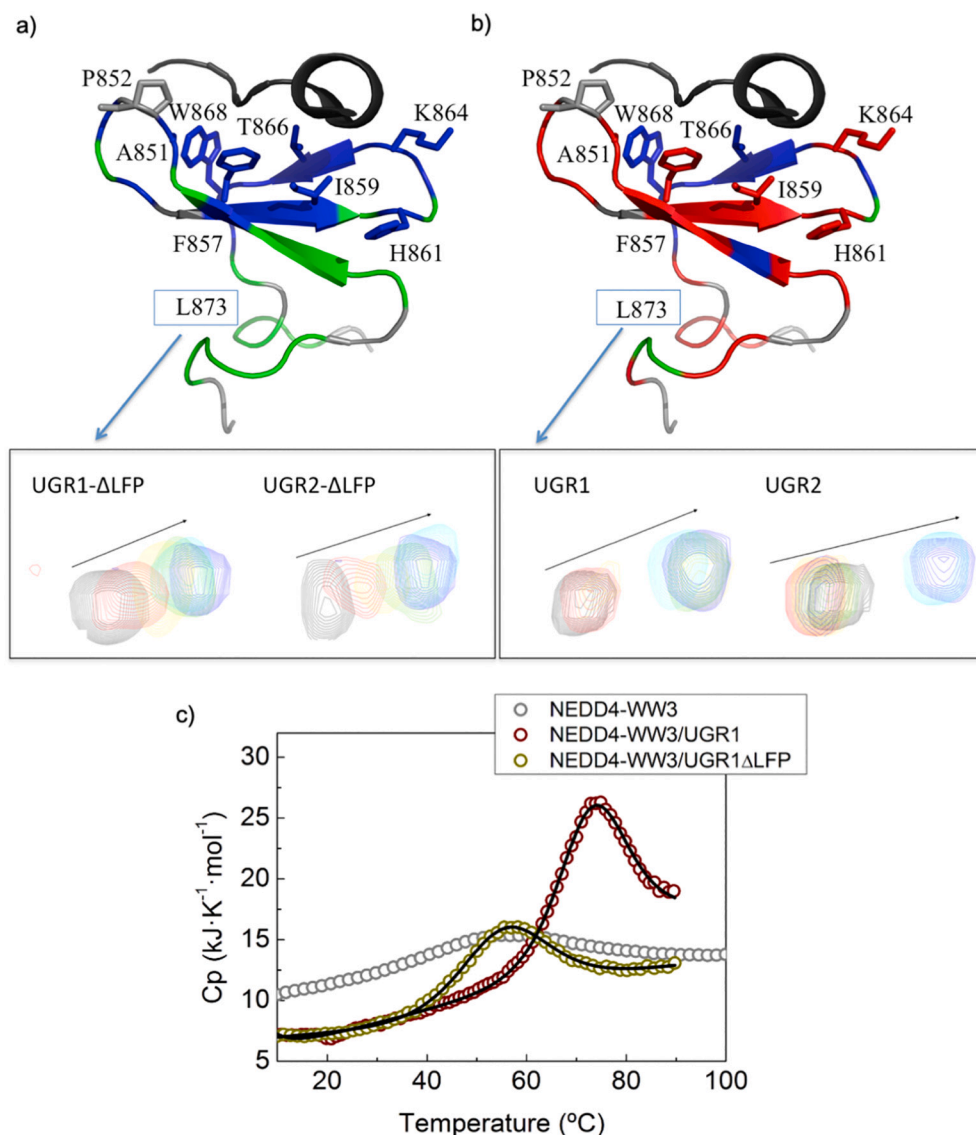 a)
b)
P852
W868
T866
K864
A851
I859
F857
H861
L873
P852
W868
T866
K864
A851
I859
F857
H861
L873
UGR1-ΔLFP
UGR2-ΔLFP
UGR1
UGR2
c)
NEDD4-WW3
NEDD4-WW3/UGR1
NEDD4-WW3/UGR1ΔLFP
Cp (kJ·K⁻¹·mol⁻¹)
30
25
20
15
10
5
20
40
60
80
100
Temperature (ºC)